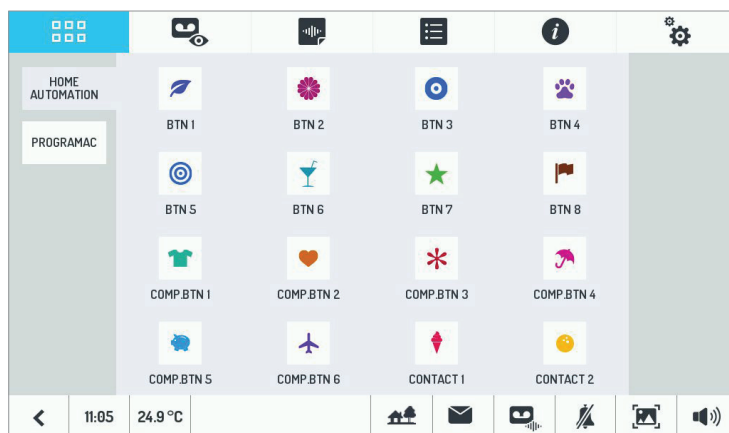 HOME
AUTOMATION
PROGRAMAC
BTN 1
BTN 2
BTN 3
BTN 4
BTN 5
BTN 6
BTN 7
BTN 8
COMP.BTN 1
COMP.BTN 2
COMP.BTN 3
COMP.BTN 4
COMP.BTN 5
COMP.BTN 6
CONTACT 1
CONTACT 2
11:05
24.9 °C